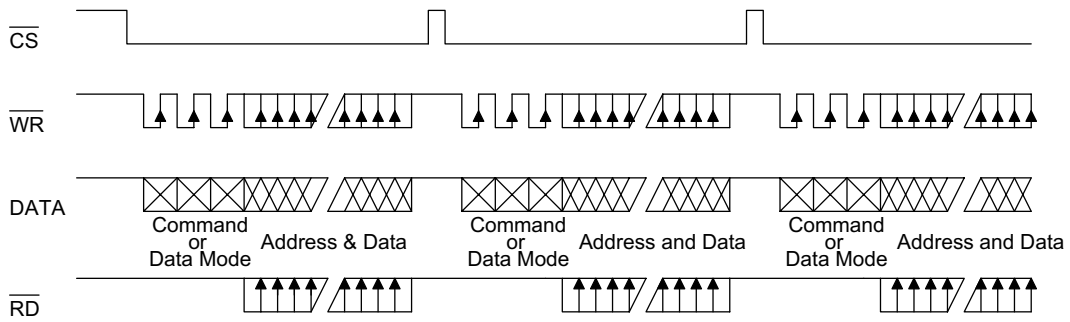 CS
WR
DATA
Command
or
Data Mode
Address & Data
Command
or
Data Mode
Address and Data
Command
or
Data Mode
Address and Data
RD